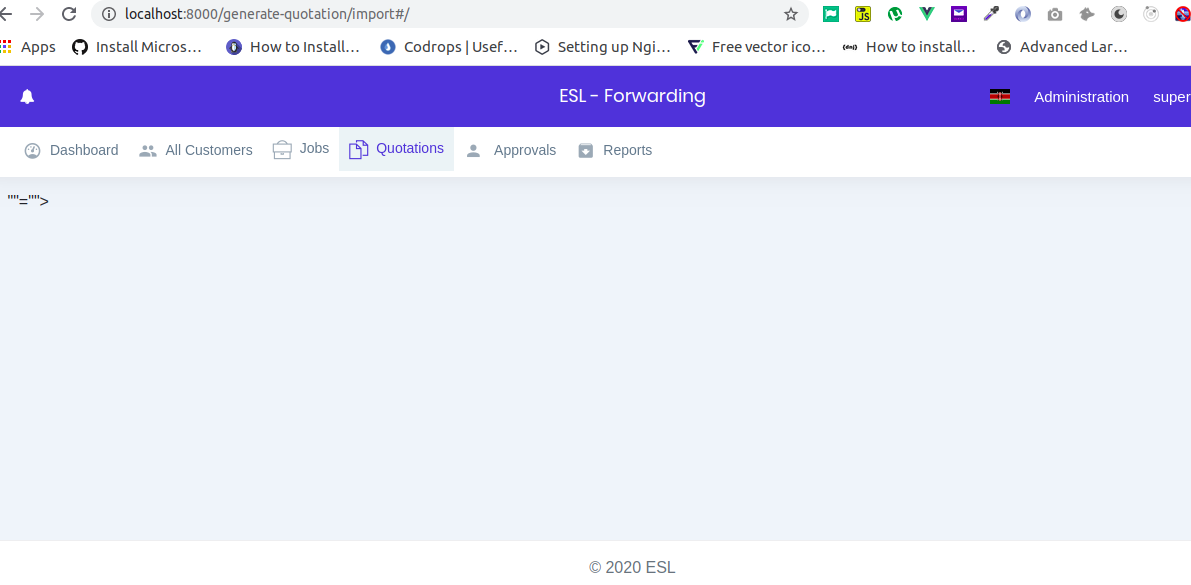 localhost:8000/generate-quotation/import#/
JS
Apps Install Micros... How to Install... Codrops | Usef... Setting up Ngi... Free vector ico... How to install... Advanced Lar...
ESL - Forwarding Administration super
Dashboard All Customers Jobs Quotations Approvals Reports
""="">
© 2020 ESL